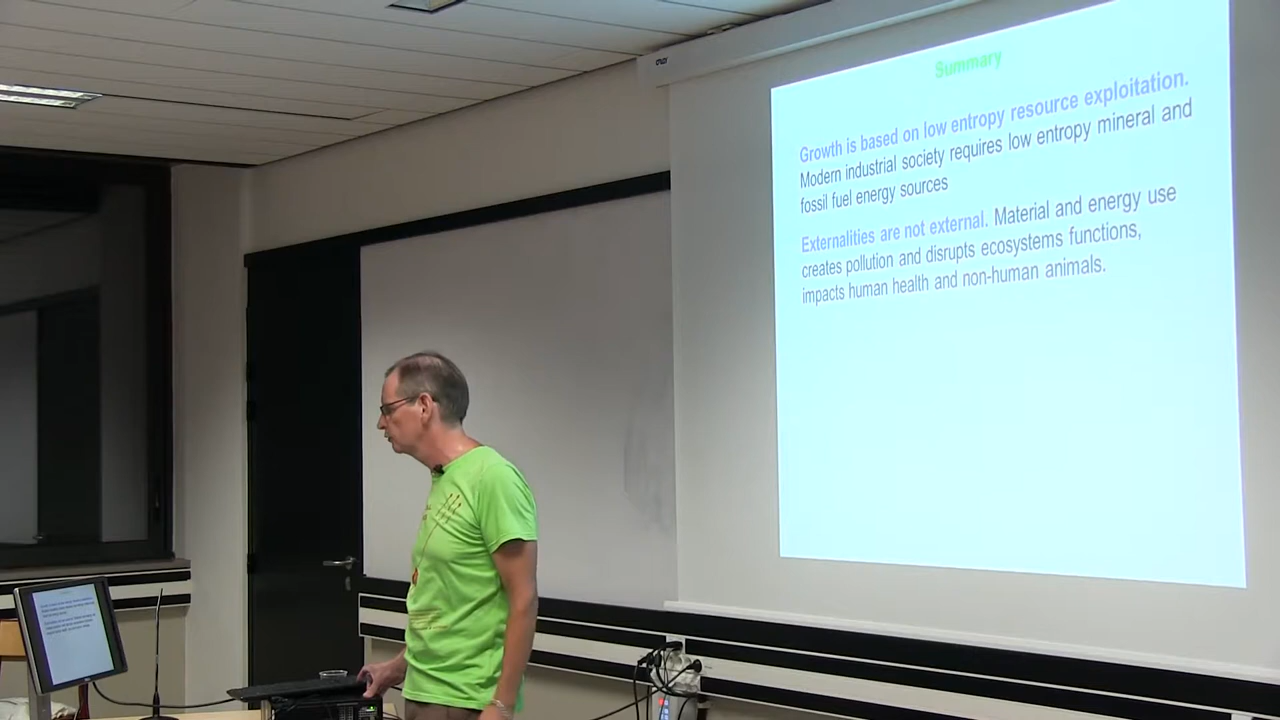 Summary
Growth is based on low entropy resource exploitation.
Modern industrial society requires low entropy mineral and
fossil fuel energy sources
Externalities are not external. Material and energy use
creates pollution and disrupts ecosystems functions,
impacts human health and non-human animals.